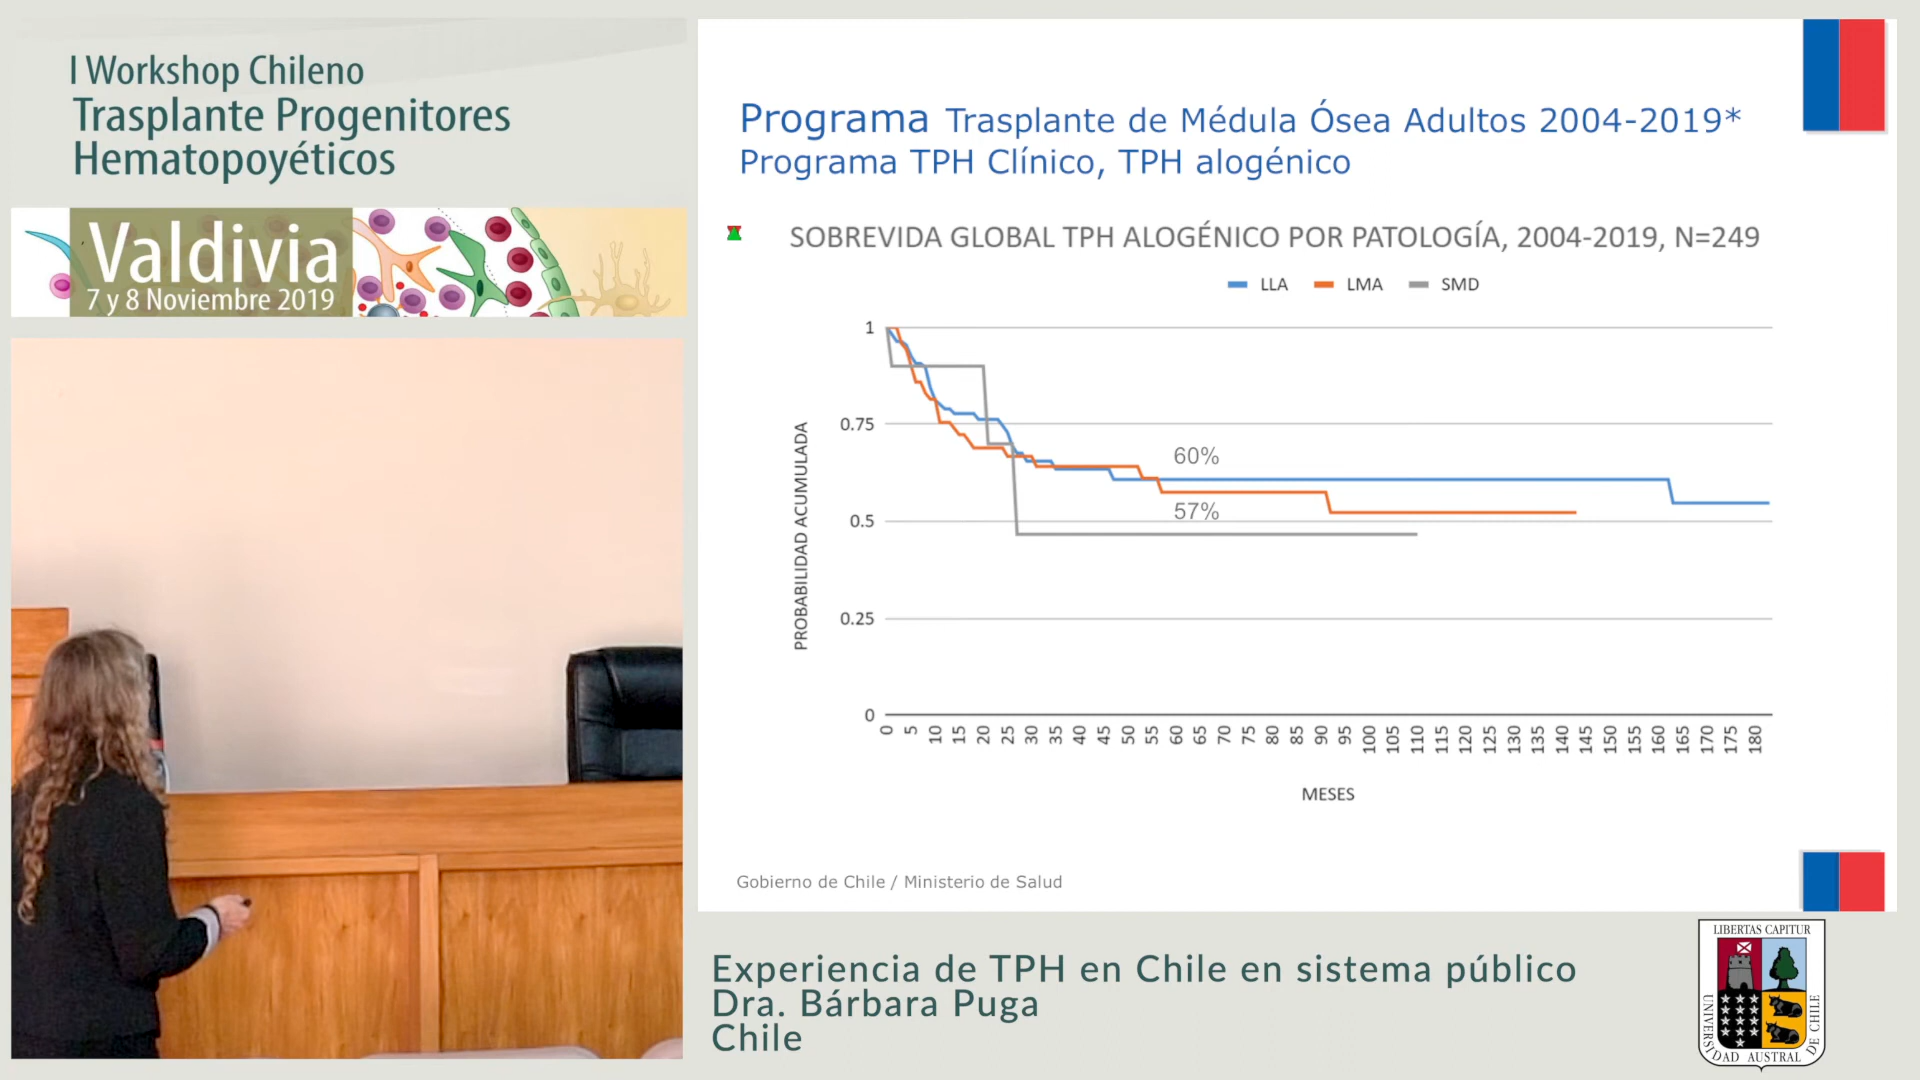 I Workshop Chileno
Trasplante Progenitores
Hematopoyéticos
Valdivia
7 y 8 Noviembre 2019
Programa Trasplante de Médula Ósea Adultos 2004-2019*
Programa TPH Clínico, TPH alogénico
SOBREVIDA GLOBAL TPH ALOGÉNICO POR PATOLOGÍA, 2004-2019, N=249
LLA LMA SMD
PROBABILIDAD ACUMULADA
1
0.75
0.5
0.25
0
60%
57%
0 5 10 15 20 25 30 35 40 45 50 55 60 65 70 75 80 85 90 95 100 105 110 115 120 125 130 135 140 145 150 155 160 165 170 175 180
MESES
Gobierno de Chile / Ministerio de Salud
Experiencia de TPH en Chile en sistema público
Dra. Bárbara Puga
Chile
LIBERTAS CAPITUR
UNIVERSIDAD AUSTRAL DE CHILE